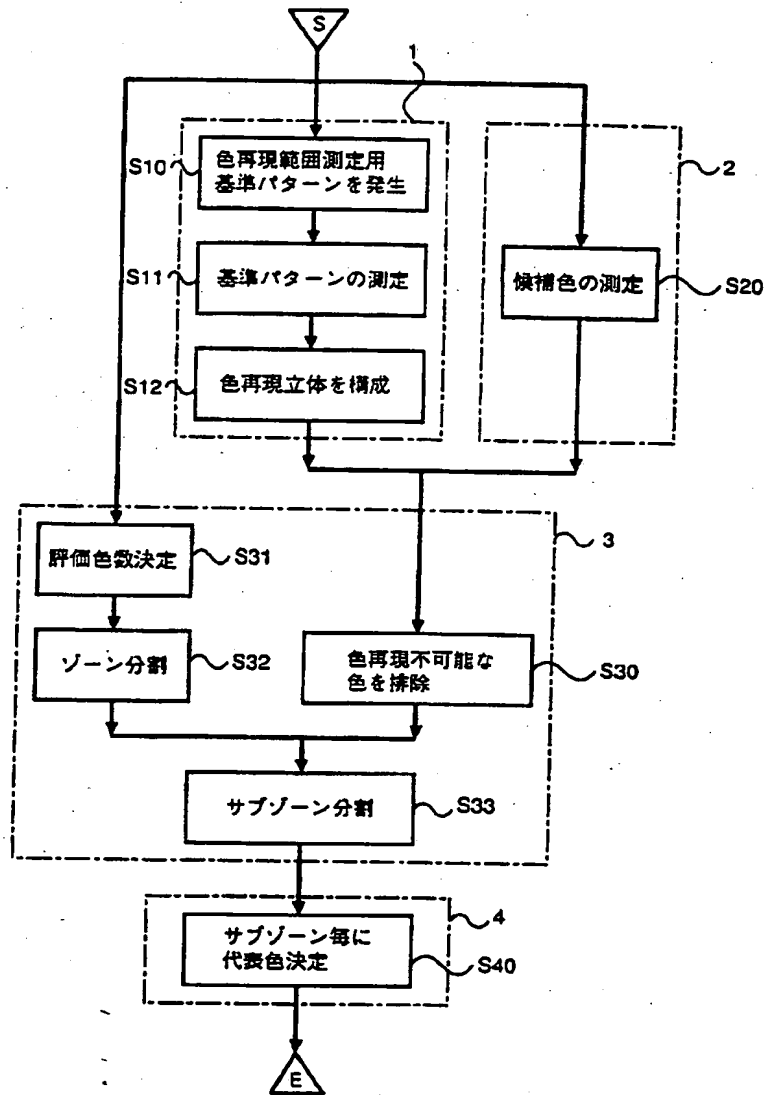 S
1
S10
色再現範囲測定用
基準パターンを発生
2
S11
基準パターンの測定
候補色の測定
S20
S12
色再現立体を構成
3
評価色数決定
S31
ゾーン分割
S32
色再現不可能な
色を排除
S30
サブゾーン分割
S33
4
サブゾーン毎に
代表色決定
S40
E